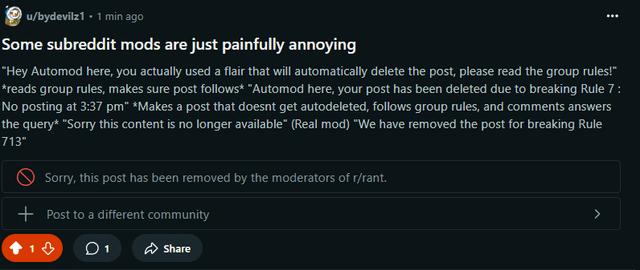 u/bydevilz1 • 1 min ago
Some subreddit mods are just painfully annoying
"Hey Automod here, you actually used a flair that will automatically delete the post, please read the group rules!"
*reads group rules, makes sure post follows* "Automod here, your post has been deleted due to breaking Rule 7 :
No posting at 3:37 pm" *Makes a post that doesnt get autodeleted, follows group rules, and comments answers
the query* "Sorry this content is no longer available" (Real mod) "We have removed the post for breaking Rule
713"
Sorry, this post has been removed by the moderators of r/rant.
Post to a different community
1 1 Share